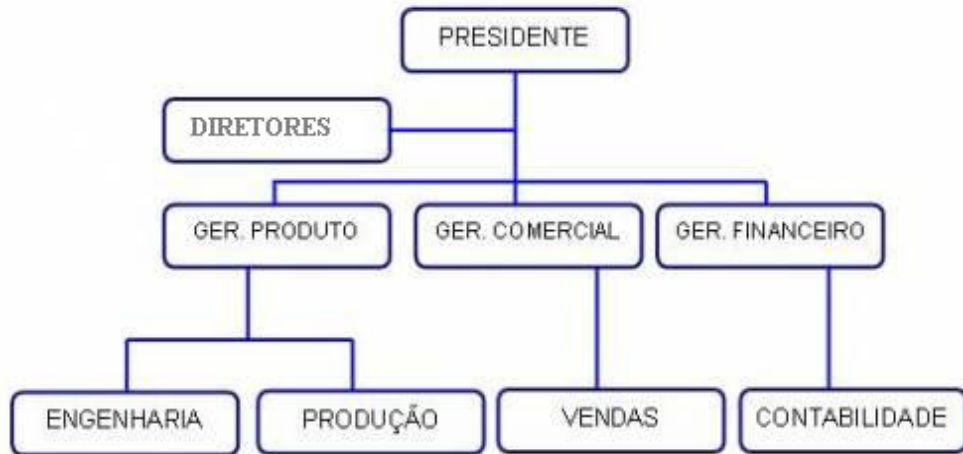 PRESIDENTE
DIRETORES
GER. PRODUTO
GER. COMERCIAL
GER. FINANCEIRO
ENGENHARIA
PRODUÇÃO
VENDAS
CONTABILIDADE